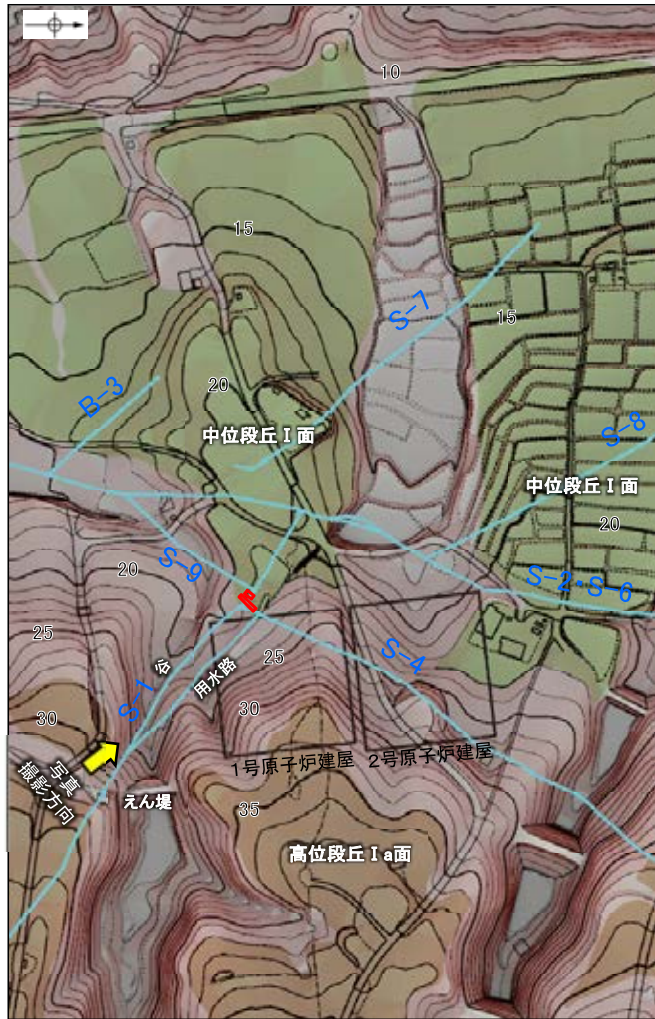 10
15
S-7
15
B-3
20
中位段丘Ⅰ面
S-8
中位段丘Ⅰ面
20
S-9
20
S-2・S-6
25
S-4
谷
25
用水路
S-1
30
30
1号原子炉建屋
2号原子炉建屋
写真
撮影方向
えん堤
35
高位段丘Ⅰa面